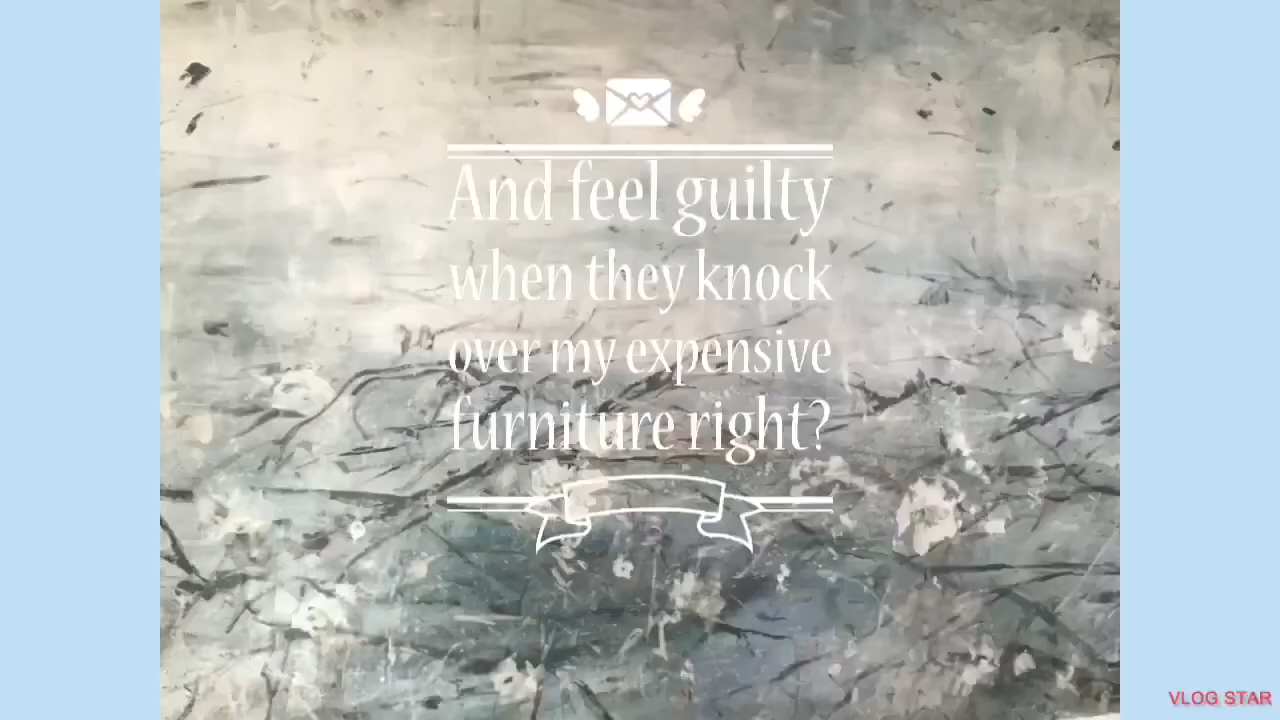 And feel guilty
when they knock
over my expensive
furniture right?
VLOG STAR